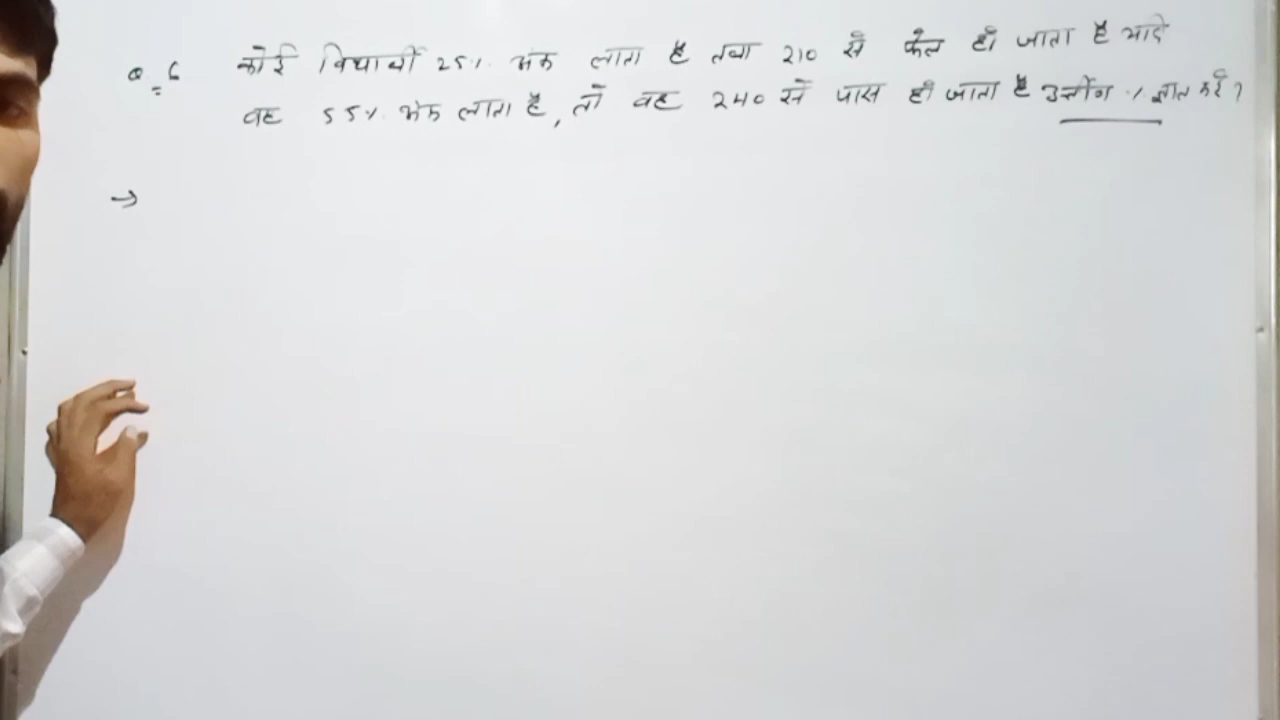 Q.6 कोई विद्यार्थी 25% अंक लाता है तथा 210 से फेल हो जाता है यदि
वह 55% अंक लाता है, तो वह 240 से पास हो जाता है उत्तीर्ण % ज्ञात करें ?
→